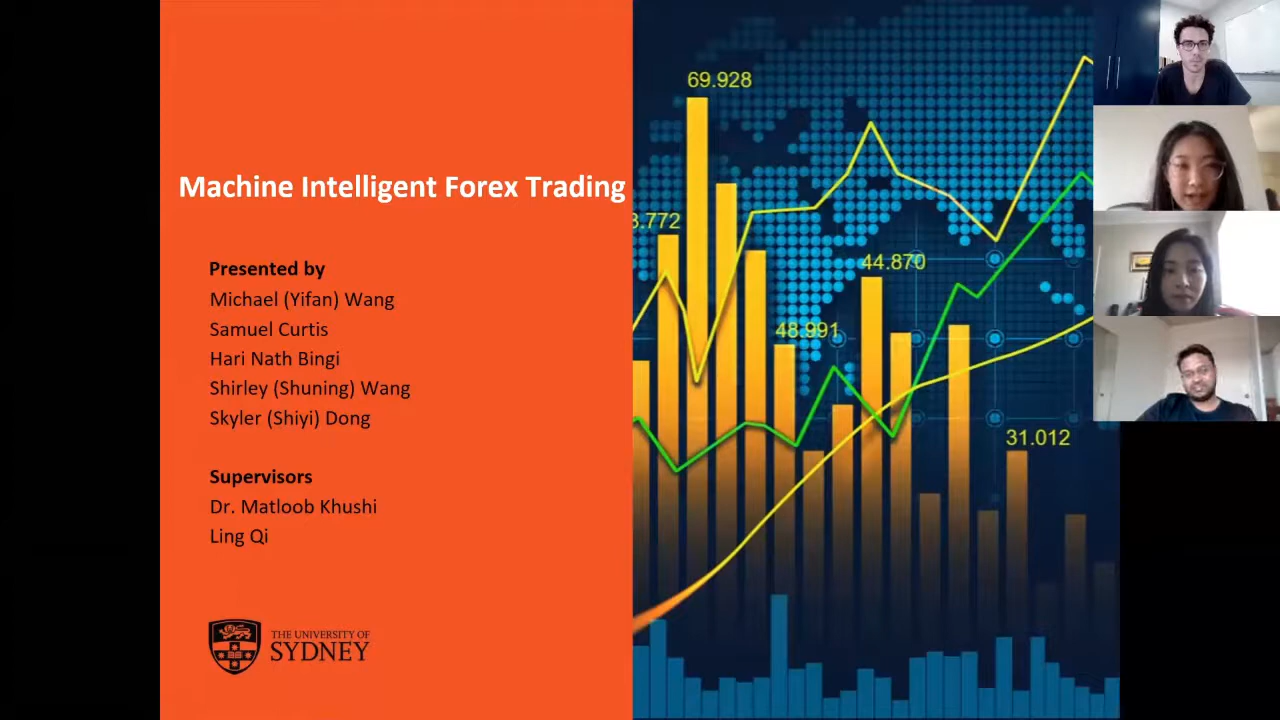 Machine Intelligent Forex Trading
Presented by
Michael (Yifan) Wang
Samuel Curtis
Hari Nath Bingi
Shirley (Shuning) Wang
Skyler (Shiyi) Dong
Supervisors
Dr. Matloob Khushi
Ling Qi
THE UNIVERSITY OF
SYDNEY
69.928
3.772
44.870
48.991
31.012